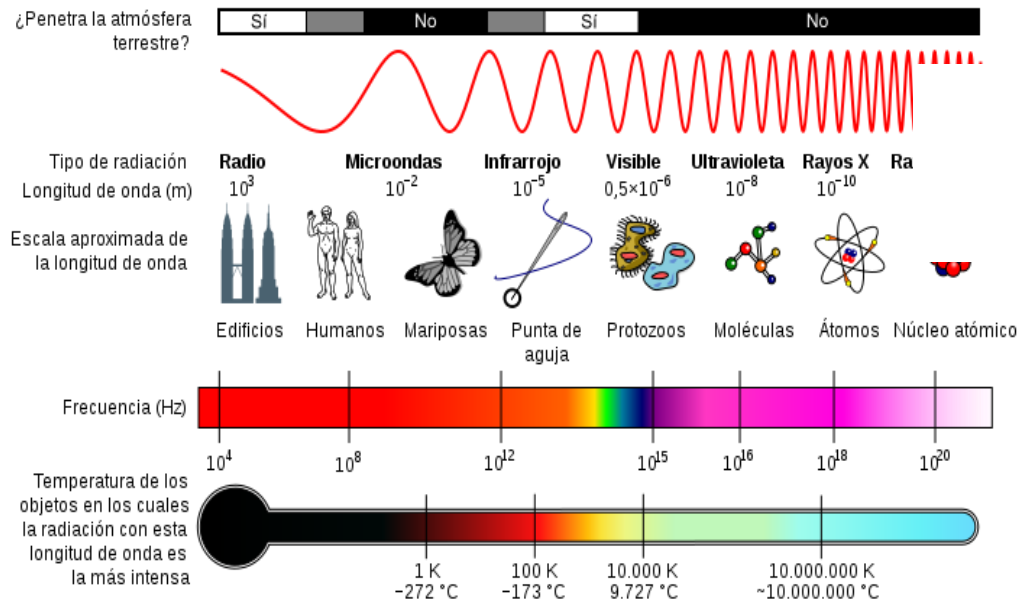 ¿Penetra la atmósfera
terrestre?
Sí No Sí No
Tipo de radiación
Radio Microondas Infrarrojo Visible Ultravioleta Rayos X Ra
Longitud de onda (m)
10³ 10⁻² 10⁻⁵ 0,5×10⁻⁶ 10⁻⁸ 10⁻¹⁰
Escala aproximada de
la longitud de onda
Edificios Humanos Mariposas Punta de Protozoos Moléculas Átomos Núcleo atómico
aguja
Frecuencia (Hz)
10⁴ 10⁸ 10¹² 10¹⁵ 10¹⁶ 10¹⁸ 10²⁰
Temperatura de los
objetos en los cuales
la radiación con esta
longitud de onda es
la más intensa
1 K 100 K 10.000 K 10.000.000 K
−272 °C −173 °C 9.727 °C ~10.000.000 °C